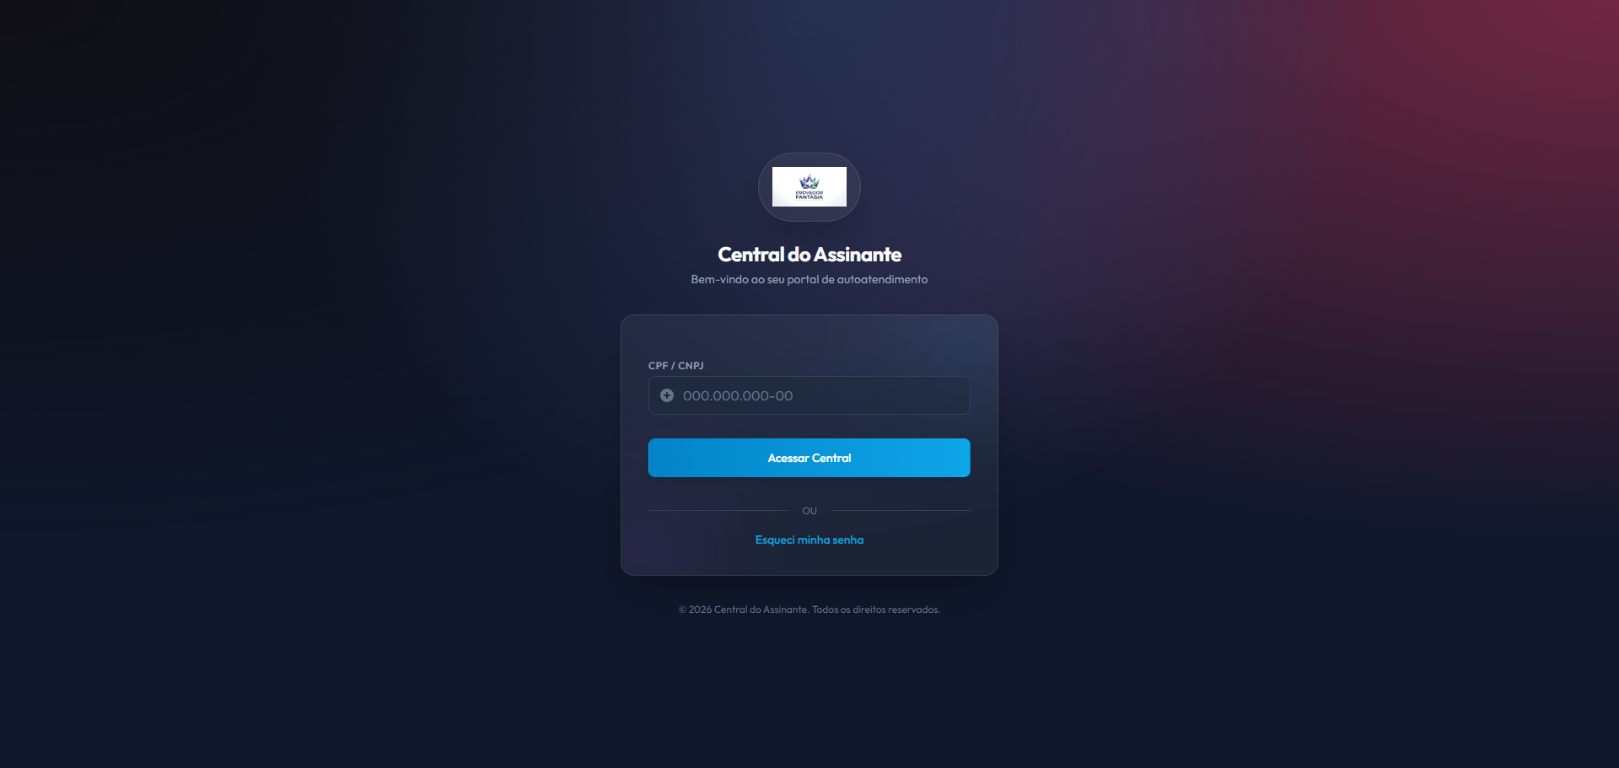 PROVEDOR
FANTASIA
Central do Assinante
Bem-vindo ao seu portal de autoatendimento
CPF / CNPJ
000.000.000-00
Acessar Central
OU
Esqueci minha senha
© 2026 Central do Assinante. Todos os direitos reservados.